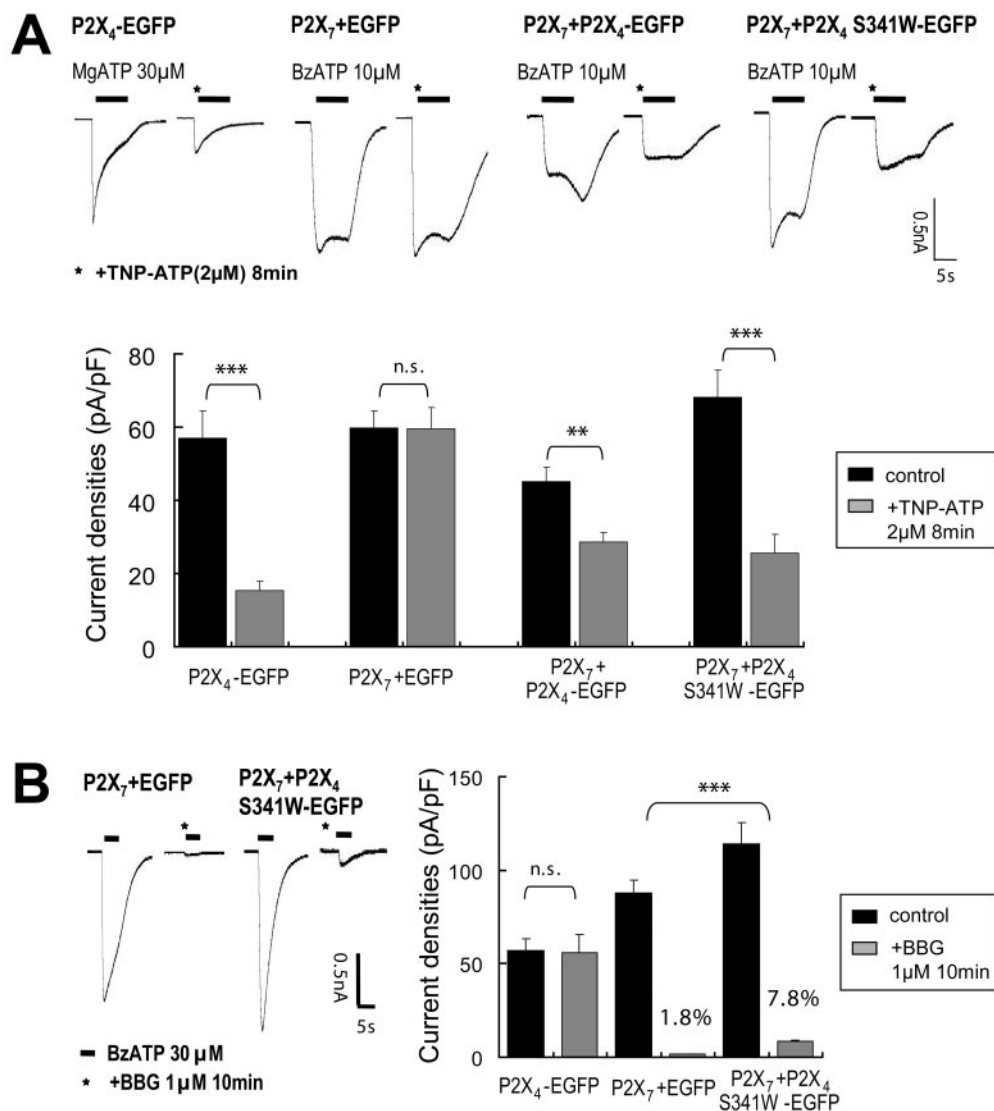 A
P2X4-EGFP
P2X7+EGFP
P2X7+P2X4-EGFP
P2X7+P2X4 S341W-EGFP
MgATP 30µM
BzATP 10µM
BzATP 10µM
BzATP 10µM
*
*
*
*
0.5nA
5s
* +TNP-ATP(2µM) 8min
Current densities (pA/pF)
80
60
40
20
0
***
n.s.
**
***
control
+TNP-ATP
2µM 8min
P2X4-EGFP
P2X7+EGFP
P2X7+
P2X4-EGFP
P2X7+P2X4
S341W-EGFP
B
P2X7+EGFP
P2X7+P2X4
S341W-EGFP
*
*
0.5nA
5s
BzATP 30 µM
* +BBG 1µM 10min
Current densities (pA/pF)
150
100
50
0
n.s.
***
1.8%
7.8%
control
+BBG
1µM 10min
P2X4-EGFP
P2X7+EGFP
P2X7+P2X4
S341W-EGFP